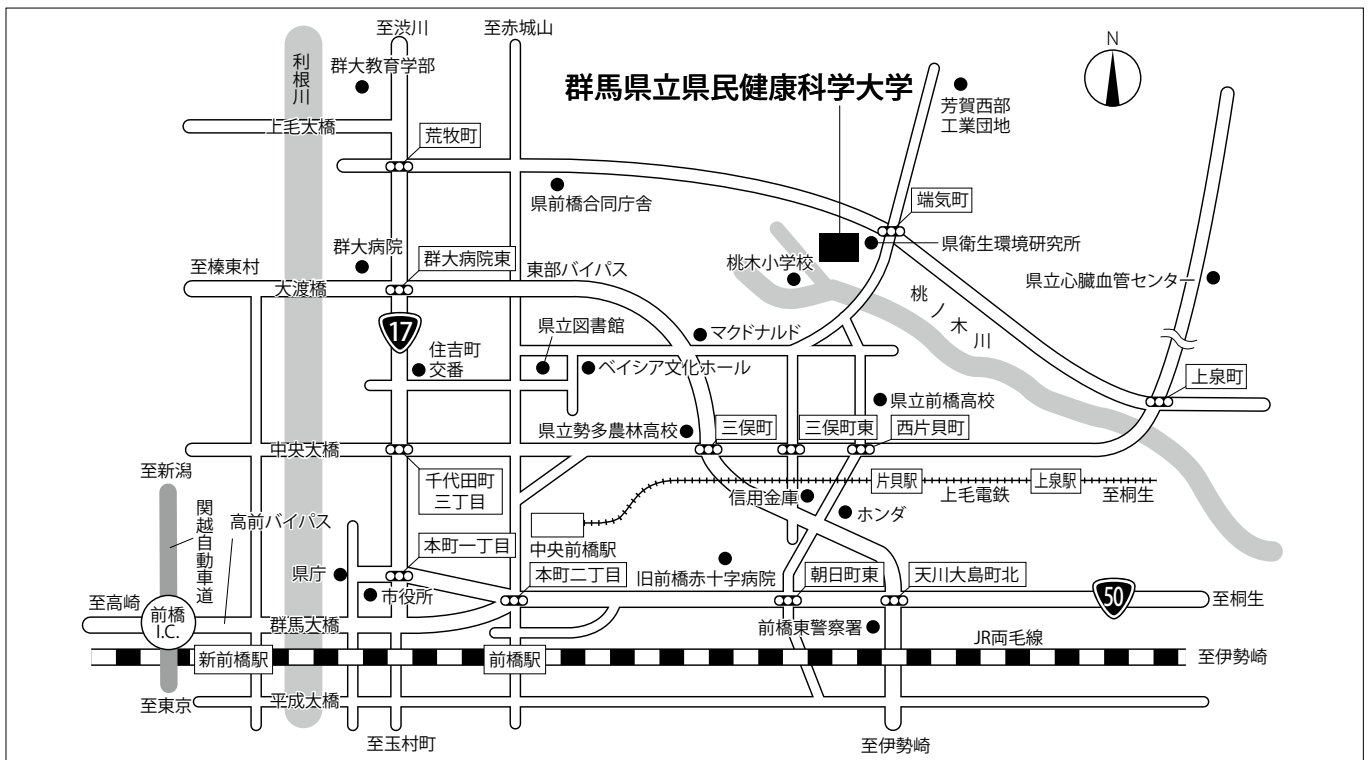 至渋川
至赤城山
N
利根川
群大教育学部
群馬県立県民健康科学大学
芳賀西部
工業団地
上毛大橋
荒牧町
県前橋合同庁舎
端気町
群大病院
群大病院東
県衛生環境研究所
至榛東村
東部バイパス
桃木小学校
県立心臓血管センター
大渡橋
桃ノ木川
17
県立図書館
マクドナルド
住吉町
交番
ベイシア文化ホール
上泉町
県立前橋高校
県立勢多農林高校
三俣町
三俣町東
西片貝町
中央大橋
至新潟
千代田町
三丁目
片貝駅
上毛電鉄
上泉駅
至桐生
信用金庫
関越自動車道
高前バイパス
ホンダ
本町一丁目
中央前橋駅
県庁
本町二丁目
旧前橋赤十字病院
朝日町東
天川大島町北
50
至高崎
市役所
至桐生
前橋
I.C.
群馬大橋
前橋東警察署
JR両毛線
新前橋駅
前橋駅
至伊勢崎
至東京
平成大橋
至玉村町
至伊勢崎